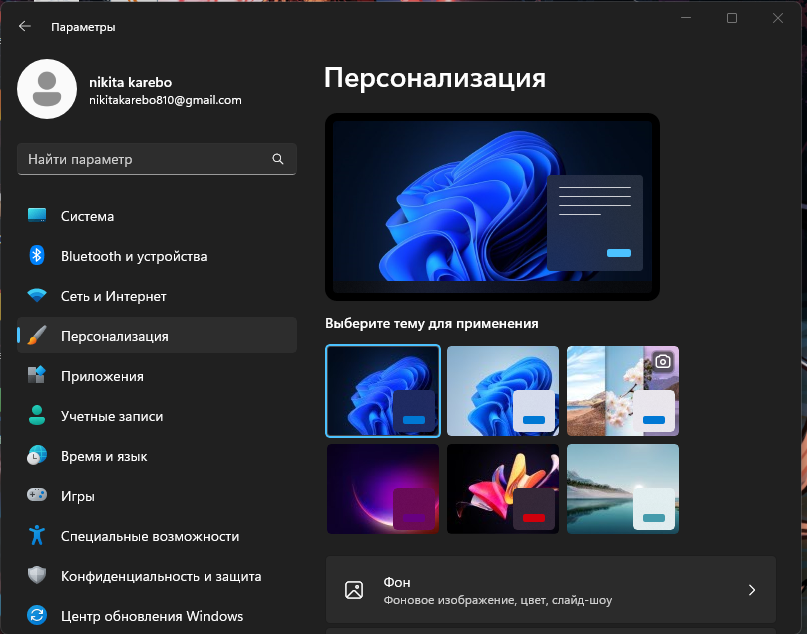 Параметры
nikita karebo
nikitakarebo810@gmail.com
Найти параметр
Система
Bluetooth и устройства
Сеть и Интернет
Персонализация
Приложения
Учетные записи
Время и язык
Игры
Специальные возможности
Конфиденциальность и защита
Центр обновления Windows
Персонализация
Выберите тему для применения
Фон
Фоновое изображение, цвет, слайд-шоу